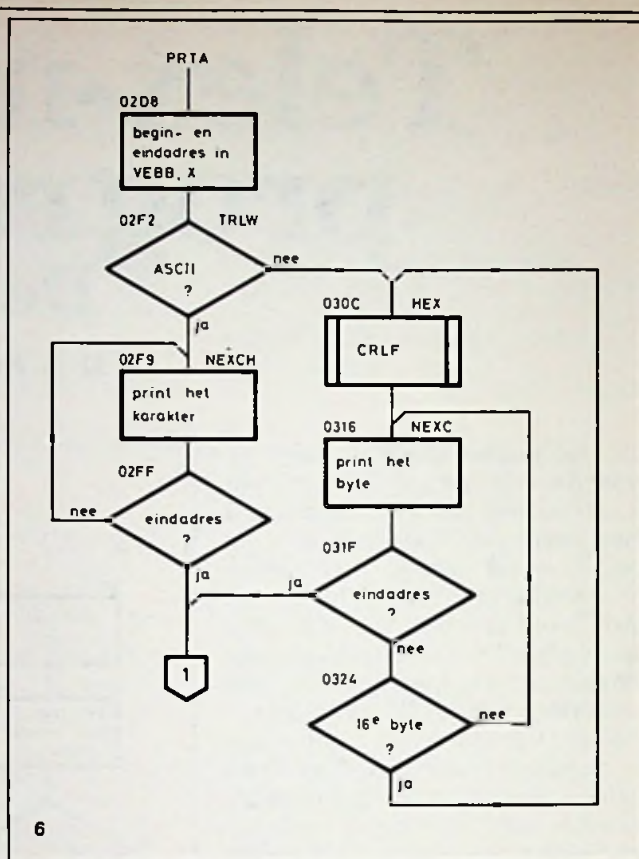 PRTA
02D8
begin- en
eindadres in
VEBB, X
02F2 TRLW
ASCII
?
nee
ja
02F9 NEXCH
print het
karakter
02FF
nee
eindadres
?
ja
1
030C HEX
CRLF
0316 NEXC
print het
byte
031F
ja
eindadres
?
nee
0324
16e byte
?
nee
ja
6